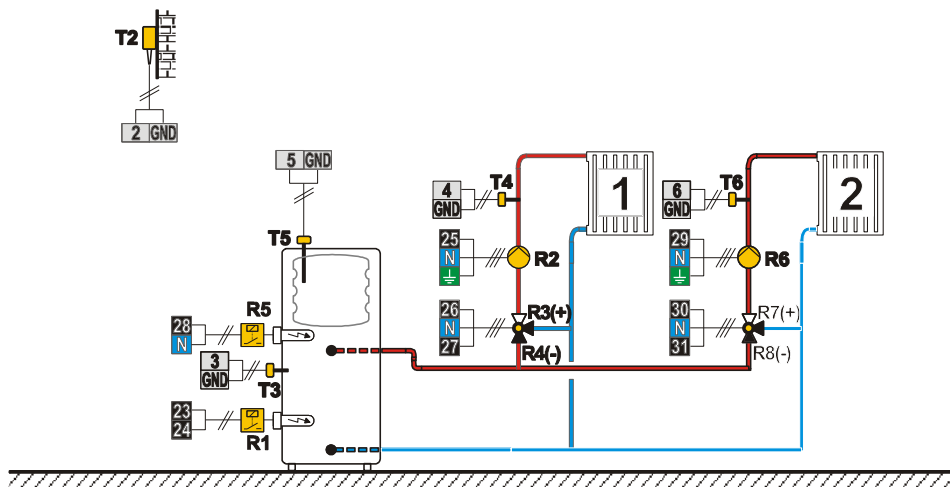 T2
2 GND
5 GND
T5
4
GND
T4
1
6
GND
T6
2
25
N
R2
29
N
R6
26
N
27
R3(+)
R4(-)
30
N
31
R7(+)
R8(-)
28
N
R5
3
GND
T3
23
24
R1